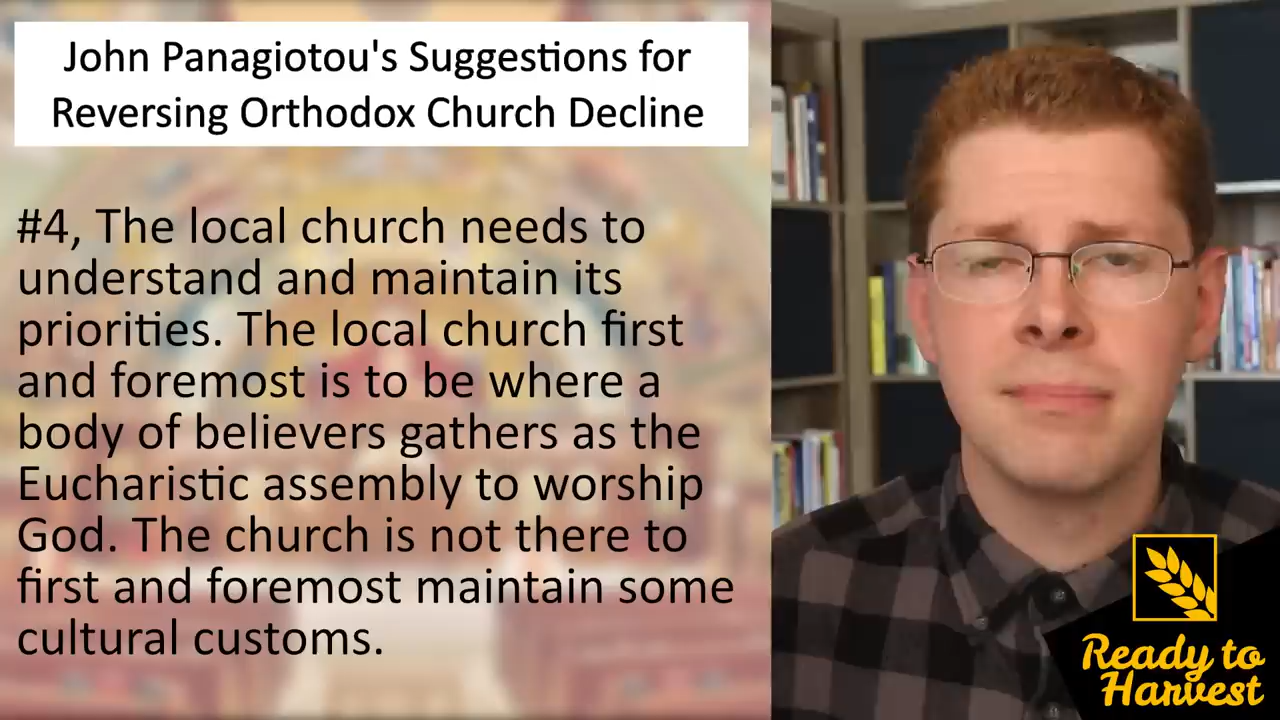 John Panagiotou's Suggestions for
Reversing Orthodox Church Decline
#4, The local church needs to
understand and maintain its
priorities. The local church first
and foremost is to be where a
body of believers gathers as the
Eucharistic assembly to worship
God. The church is not there to
first and foremost maintain some
cultural customs.
Ready to
Harvest